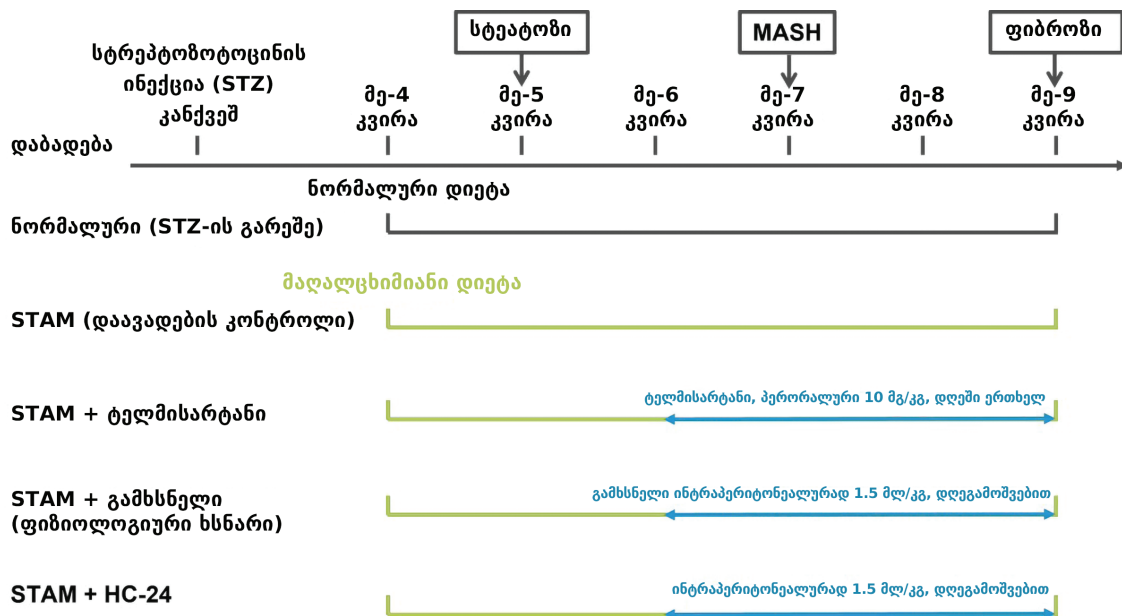 სტეატოზი
MASH
ფიბროზი
სტრეპტოზოტოცინის
ინექცია (STZ)
კანქვეშ
მე-4
კვირა
მე-5
კვირა
მე-6
კვირა
მე-7
კვირა
მე-8
კვირა
მე-9
კვირა
დაბადება
ნორმალური დიეტა
ნორმალური (STZ-ის გარეშე)
მაღალცხიმიანი დიეტა
STAM (დაავადების კონტროლი)
ტელმისარტანი, პერორალური 10 მგ/კგ, დღეში ერთხელ
STAM + ტელმისარტანი
გამხსნელი ინტრაპერიტონეალურად 1.5 მლ/კგ, დღეგამოშვებით
STAM + გამხსნელი
(ფიზიოლოგიური ხსნარი)
ინტრაპერიტონეალურად 1.5 მლ/კგ, დღეგამოშვებით
STAM + HC-24